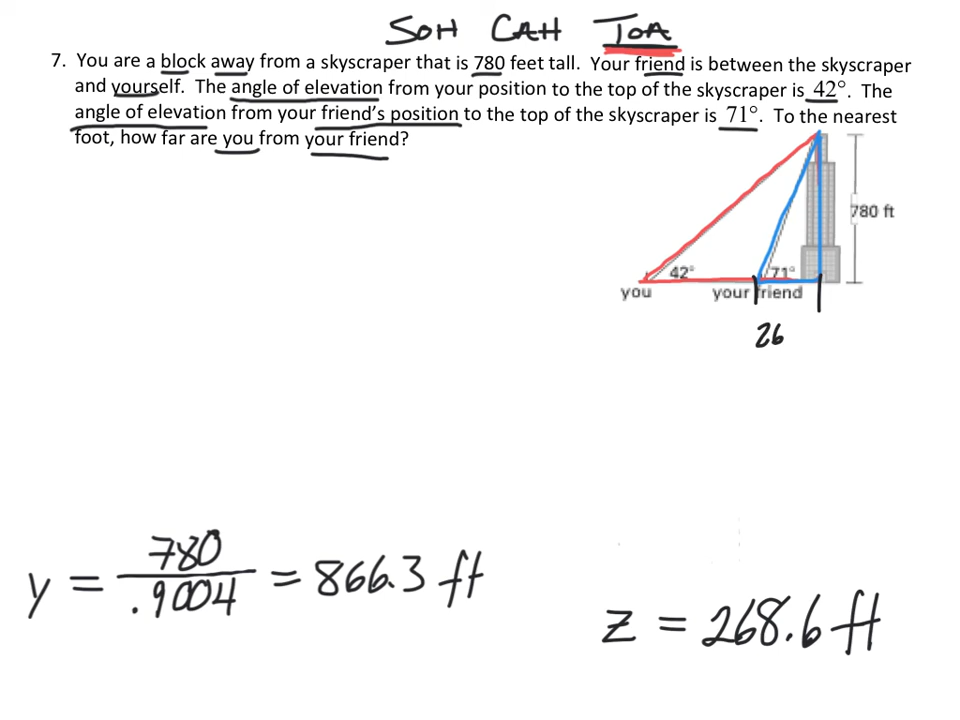 SOH CAH TOA
7. You are a block away from a skyscraper that is 780 feet tall. Your friend is between the skyscraper
and yourself. The angle of elevation from your position to the top of the skyscraper is 42°. The
angle of elevation from your friend's position to the top of the skyscraper is 71°. To the nearest
foot, how far are you from your friend?
780 ft
42° 71°
you your friend
26
y = 780/.9004 = 866.3 ft
z = 268.6 ft